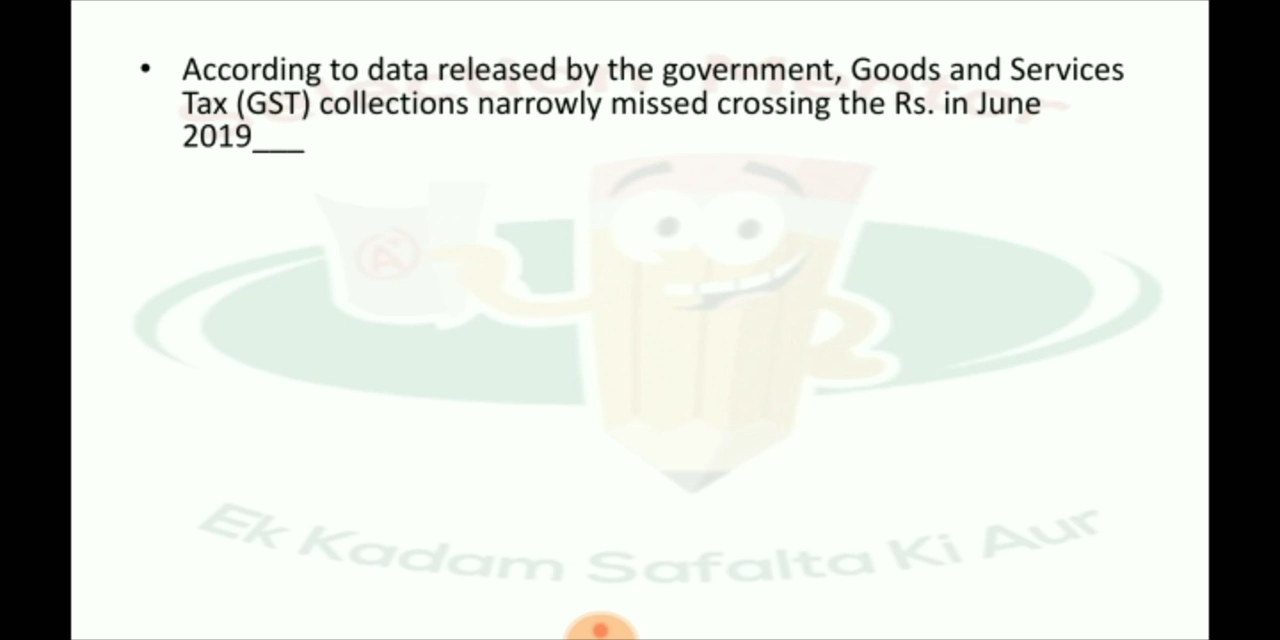 • According to data released by the government, Goods and Services
Tax (GST) collections narrowly missed crossing the Rs. in June
2019___
Ek Kadam Safalta Ki Aur